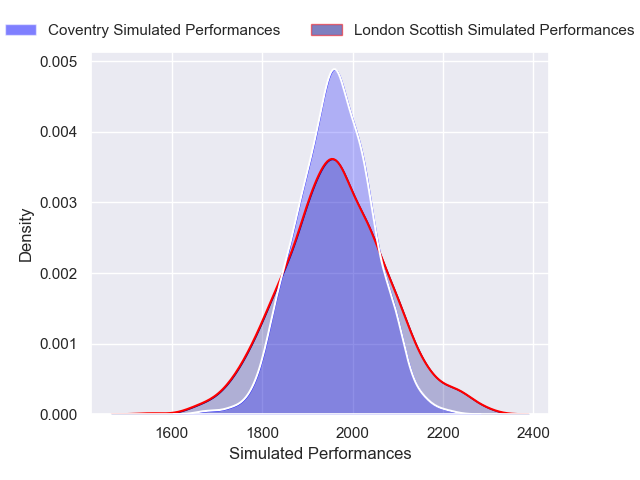 Coventry Simulated Performances
London Scottish Simulated Performances
0.005
0.004
0.003
0.002
0.001
0.000
Density
1600 1800 2000 2200 2400
Simulated Performances